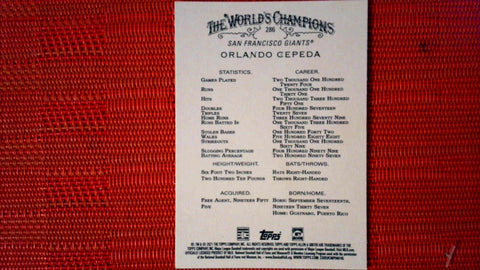 The World's Champions
286
SAN FRANCISCO GIANTS®
ORLANDO CEPEDA
STATISTICS. CAREER.
GAMES PLAYED TWO THOUSAND ONE HUNDRED
TWENTY FOUR
RUNS ONE THOUSAND ONE HUNDRED
THIRTY ONE
HITS TWO THOUSAND THREE HUNDRED
FIFTY ONE
DOUBLES FOUR HUNDRED SEVENTEEN
TRIPLES TWENTY SEVEN
HOME RUNS THREE HUNDRED SEVENTY NINE
RUNS BATTED IN ONE THOUSAND THREE HUNDRED
SIXTY FIVE
STOLEN BASES ONE HUNDRED FORTY TWO
WALKS FIVE HUNDRED EIGHTY EIGHT
STRIKEOUTS ONE THOUSAND ONE HUNDRED
SIXTY NINE
SLUGGING PERCENTAGE FOUR HUNDRED NINETY NINE
BATTING AVERAGE TWO HUNDRED NINETY SEVEN
HEIGHT/WEIGHT. BATS/THROWS.
SIX FOOT TWO INCHES BATS RIGHT-HANDED
TWO HUNDRED TEN POUNDS THROWS RIGHT-HANDED
ACQUIRED. BORN/HOME.
FREE AGENT, NINETEEN FIFTY BORN: SEPTEMBER SEVENTEENTH,
FIVE NINETEEN THIRTY SEVEN
HOME: GUAYNABO, PUERTO RICO
Topps